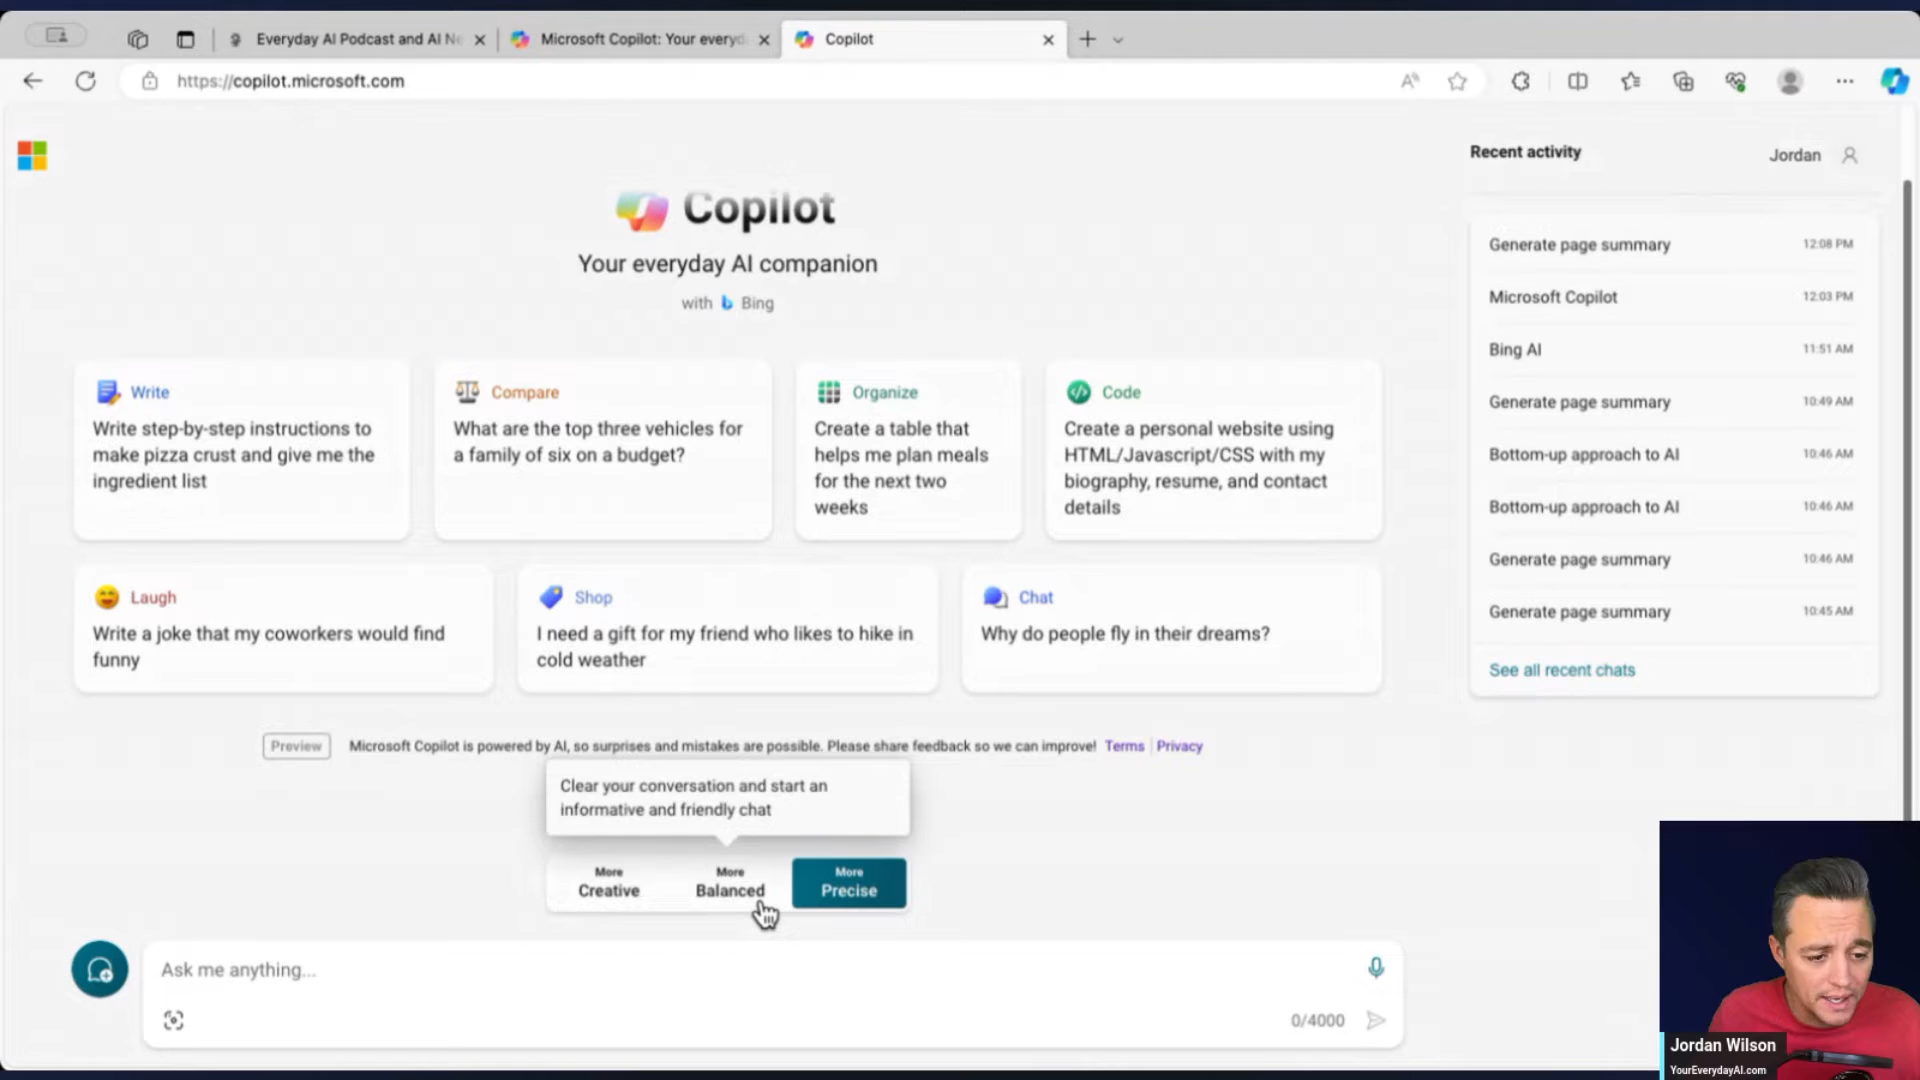 Everyday AI Podcast and AI Ne
Microsoft Copilot: Your everyd
Copilot
https://copilot.microsoft.com
Recent activity
Jordan
Copilot
Your everyday AI companion
with Bing
Generate page summary 12:08 PM
Microsoft Copilot 12:03 PM
Bing AI 11:51 AM
Generate page summary 10:49 AM
Bottom-up approach to AI 10:46 AM
Bottom-up approach to AI 10:46 AM
Generate page summary 10:46 AM
Generate page summary 10:45 AM
See all recent chats
Write
Write step-by-step instructions to
make pizza crust and give me the
ingredient list
Compare
What are the top three vehicles for
a family of six on a budget?
Organize
Create a table that
helps me plan meals
for the next two
weeks
Code
Create a personal website using
HTML/Javascript/CSS with my
biography, resume, and contact
details
Laugh
Write a joke that my coworkers would find
funny
Shop
I need a gift for my friend who likes to hike in
cold weather
Chat
Why do people fly in their dreams?
Preview
Microsoft Copilot is powered by AI, so surprises and mistakes are possible. Please share feedback so we can improve! Terms | Privacy
Clear your conversation and start an
informative and friendly chat
More
Creative
More
Balanced
More
Precise
Ask me anything...
0/4000
Jordan Wilson
YourEverydayAI.com